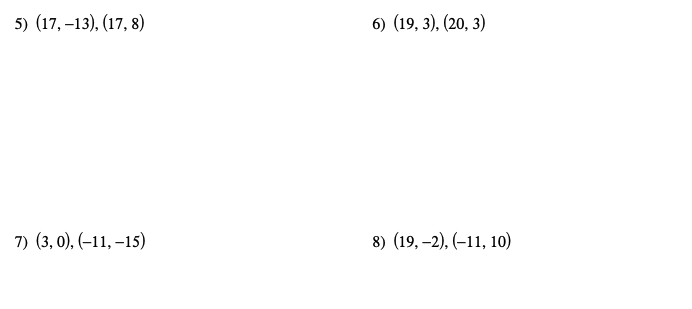 5) (17, –13), (17, 8)
6) (19, 3), (20, 3)
7) (3, 0), (–11, –15)
8) (19, –2), (–11, 10)